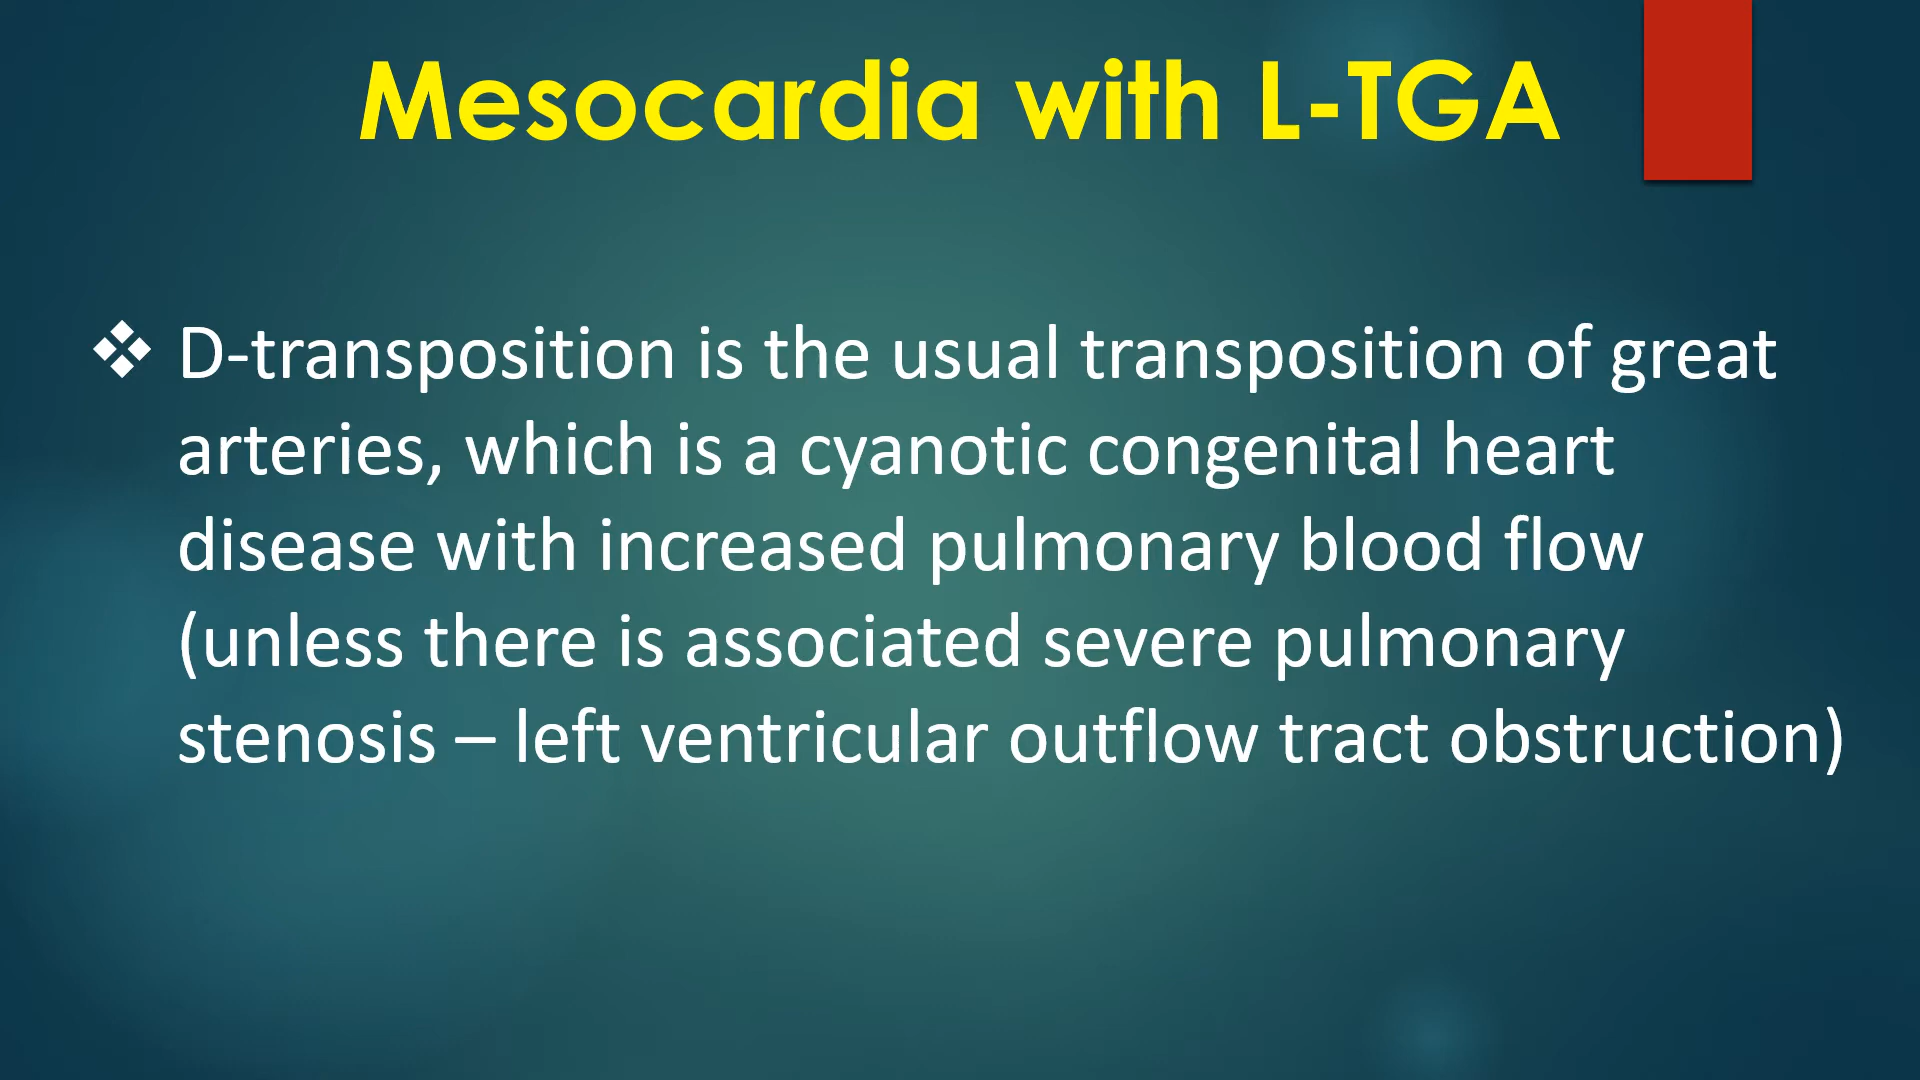 Mesocardia with L-TGA
❖ D-transposition is the usual transposition of great
arteries, which is a cyanotic congenital heart
disease with increased pulmonary blood flow
(unless there is associated severe pulmonary
stenosis – left ventricular outflow tract obstruction)